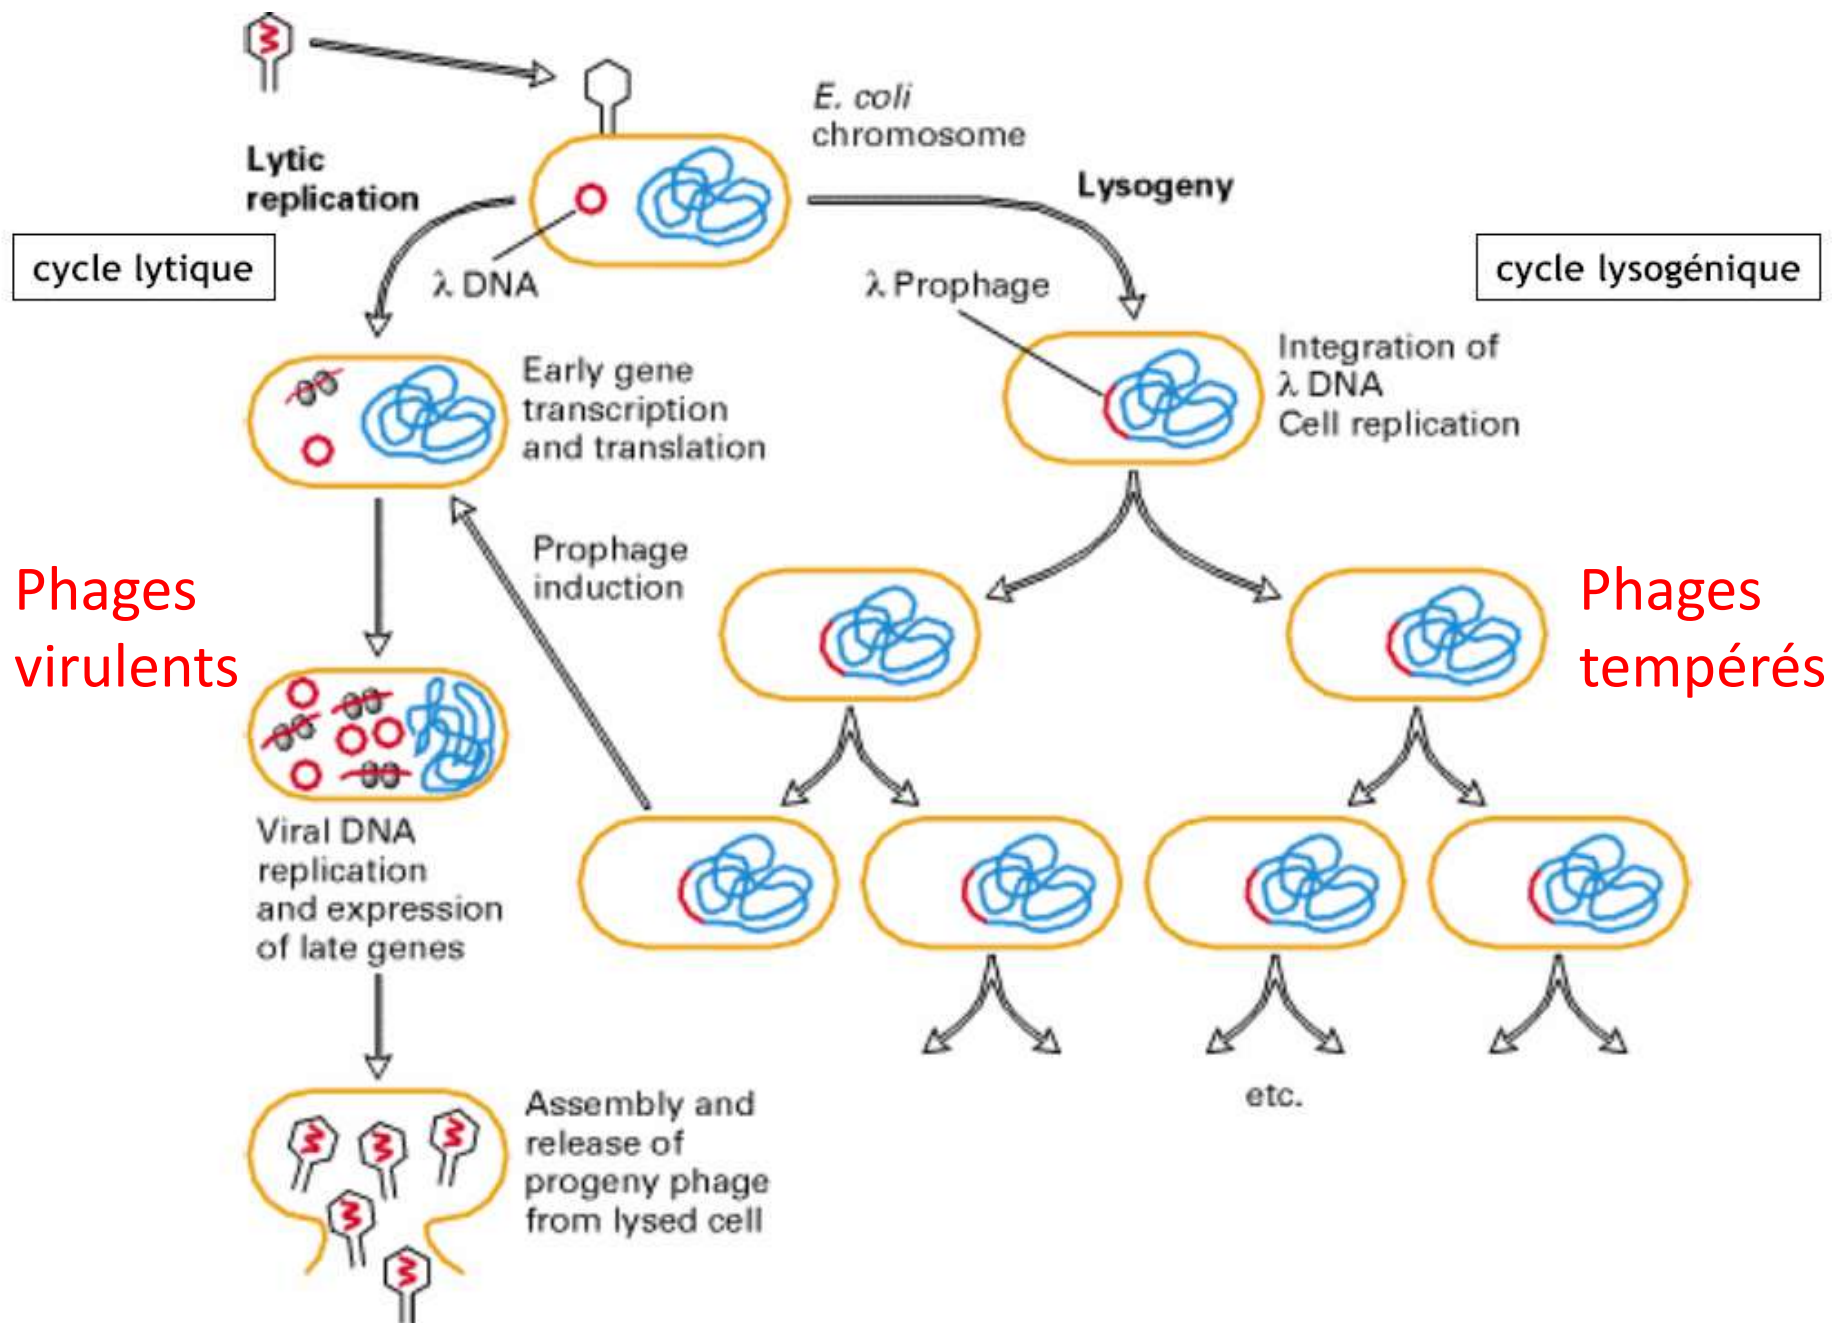 E. coli
chromosome
Lytic
replication
Lysogeny
cycle lytique
λ DNA
λ Prophage
cycle lysogénique
Early gene
transcription
and translation
Integration of
λ DNA
Cell replication
Prophage
induction
Phages
virulents
Phages
tempérés
Viral DNA
replication
and expression
of late genes
etc.
Assembly and
release of
progeny phage
from lysed cell